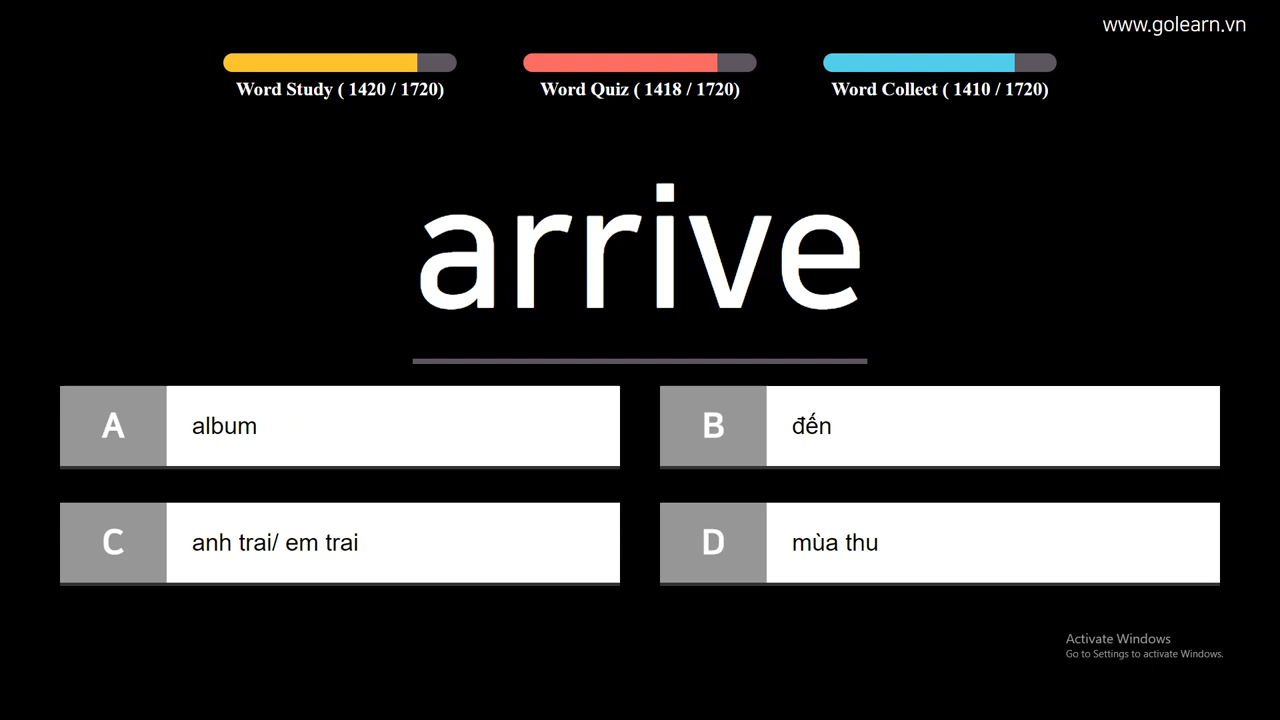 www.golearn.vn
Word Study ( 1420 / 1720)
Word Quiz ( 1418 / 1720)
Word Collect ( 1410 / 1720)
arrive
A album
B đến
C anh trai/ em trai
D mùa thu
Activate Windows
Go to Settings to activate Windows.